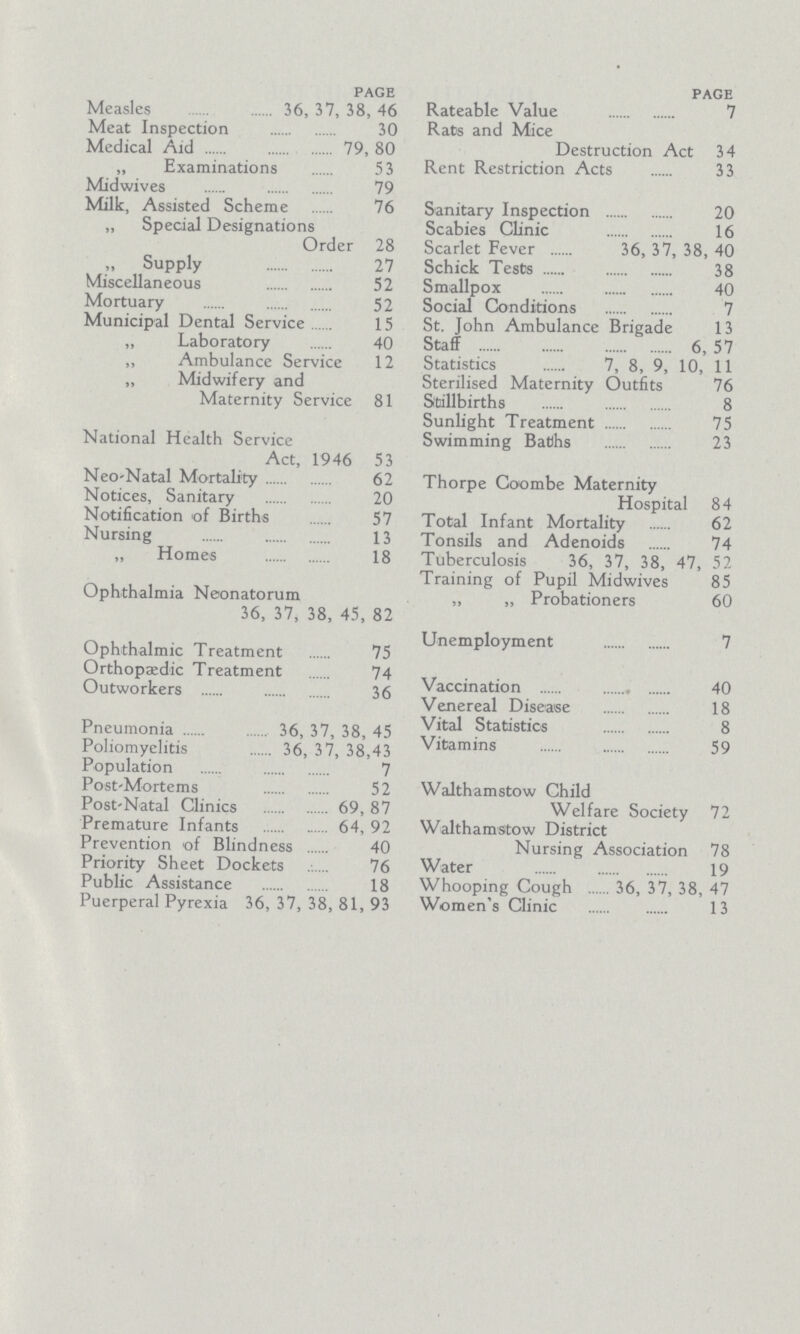 PAGE
Measles ...... ...... 36, 37, 38, 46
Meat Inspection ...... ...... 30
Medical Aid ...... ...... ...... 79, 80
„ Examinations ...... 53
Midwives ...... ...... ...... 79
Milk, Assisted Scheme ...... 76
„ Special Designations
Order 28
„ Supply ...... ...... 27
Miscellaneous ...... ...... 52
Mortuary ...... ...... ...... 52
Municipal Dental Service ...... 15
„ Laboratory ...... 40
„ Ambulance Service 12
„ Midwifery and
Maternity Service 81
National Health Service
Act, 1946 53
Neo-Natal Mortality ...... ...... 62
Notices, Sanitary ...... ...... 20
Notification of Births ...... 57
Nursing ...... ...... ...... 13
„ Homes ...... ...... 18
Ophthalmia Neonatorum
36, 37, 38, 45, 82
Ophthalmic Treatment ...... 75
Orthopædic Treatment ...... 74
Outworkers ...... ...... ...... 36
Pneumonia ...... ...... 36, 37, 38, 45
Poliomyelitis ...... 36, 37, 38,43
Population ...... ...... ...... 7
Post-Mortems ...... ...... 52
Post-Natal Clinics ...... ...... 69, 87
Premature Infants ...... ...... 64, 92
Prevention of Blindness ...... 40
Priority Sheet Dockets ...... 76
Public Assistance ...... ...... 18
Puerperal Pyrexia 36, 37, 38, 81, 93
PAGE
Rateable Value ...... ...... 7
Rats and Mice
Destruction Act 34
Rent Restriction Acts ...... 33
Sanitary Inspection ...... ...... 20
Scabies Clinic ...... ...... 16
Scarlet Fever ...... 36, 37, 38, 40
Schick Tests ...... ...... ...... 38
Smallpox ...... ...... ...... 40
Social Conditions ...... ...... 7
St. John Ambulance Brigade 13
Staff ...... ...... ...... ...... 6, 57
Statistics ...... 7, 8, 9, 10, 11
Sterilised Maternity Outfits 76
Stillbirths ...... ...... ...... 8
Sunlight Treatment ...... ...... 75
Swimming Baths ...... ...... 23
Thorpe Coombe Maternity
Hospital 84
Total Infant Mortality ...... 62
Tonsils and Adenoids ...... 74
Tuberculosis 36, 37, 38, 47, 52
Training of Pupil Midwives 85
„ „ Probationers 60
Unemployment ...... ...... 7
Vaccination ...... ...... ...... 40
Venereal Disease ...... ...... 18
Vital Statistics ...... ...... 8
Vitamins ...... ...... ...... 59
Walthamstow Child
Welfare Society 72
Walthamstow District
Nursing Association 78
Water ...... ...... ...... 19
Whooping Cough ...... 36, 37, 38, 47
Women's Clinic ...... ...... 13